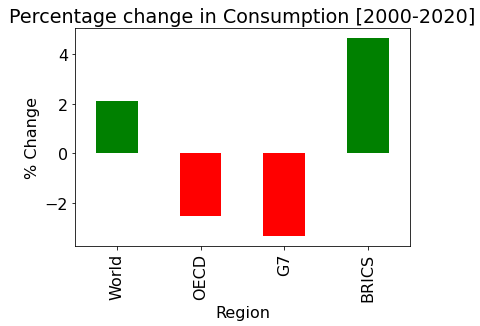 Percentage change in Consumption [2000-2020]
% Change
4
2
0
−2
World
OECD
G7
BRICS
Region